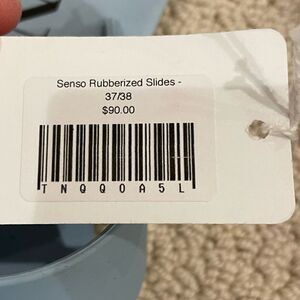 Senso Rubberized Slides -
37/38
$90.00
TNQQ0A5L